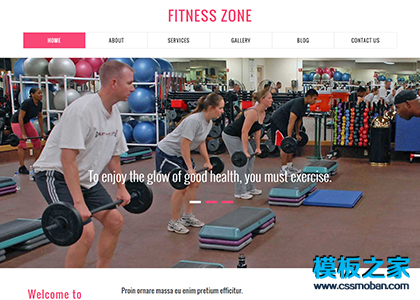 FITNESS ZONE
HOME ABOUT SERVICES GALLERY BLOG CONTACT US
To enjoy the glow of good health, you must exercise.
Welcome to
Proin ornare massa eu enim pretium efficitur.
模板之家
www.cssmoban.com